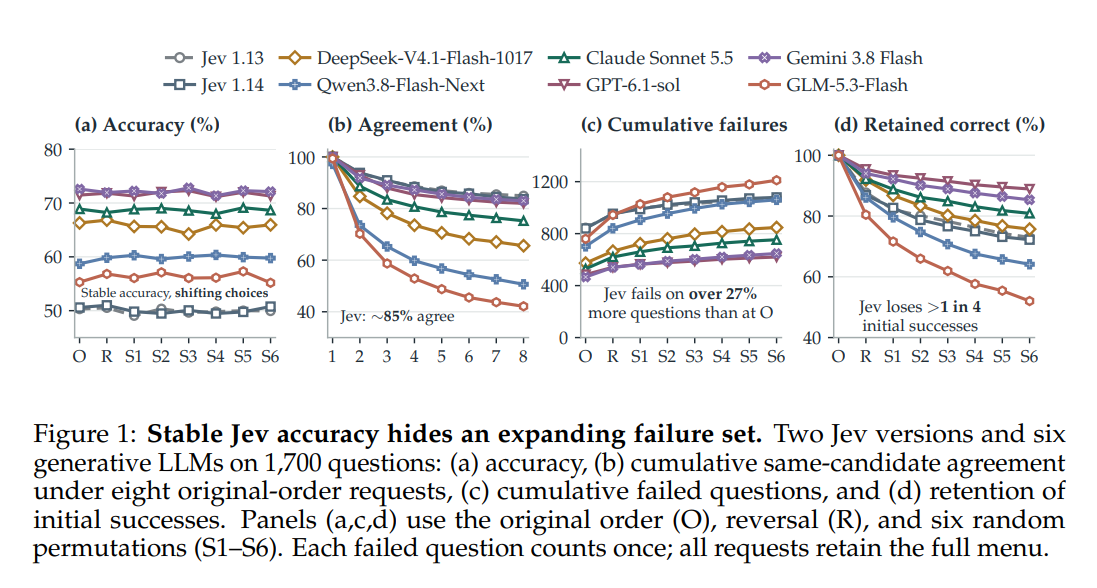 Jev 1.13
DeepSeek-V4.1-Flash-1017
Claude Sonnet 5.5
Gemini 3.8 Flash
Jev 1.14
Qwen3.8-Flash-Next
GPT-6.1-sol
GLM-5.3-Flash
(a) Accuracy (%)
80
70
60
50
Stable accuracy, shifting choices
O R S1 S2 S3 S4 S5 S6
(b) Agreement (%)
100
80
60
40
Jev: ~85% agree
1 2 3 4 5 6 7 8
(c) Cumulative failures
1200
800
400
0
Jev fails on over 27%
more questions than at O
O R S1 S2 S3 S4 S5 S6
(d) Retained correct (%)
100
80
60
40
Jev loses >1 in 4
initial successes
O R S1 S2 S3 S4 S5 S6
Figure 1: Stable Jev accuracy hides an expanding failure set. Two Jev versions and six
generative LLMs on 1,700 questions: (a) accuracy, (b) cumulative same-candidate agreement
under eight original-order requests, (c) cumulative failed questions, and (d) retention of
initial successes. Panels (a,c,d) use the original order (O), reversal (R), and six random
permutations (S1–S6). Each failed question counts once; all requests retain the full menu.